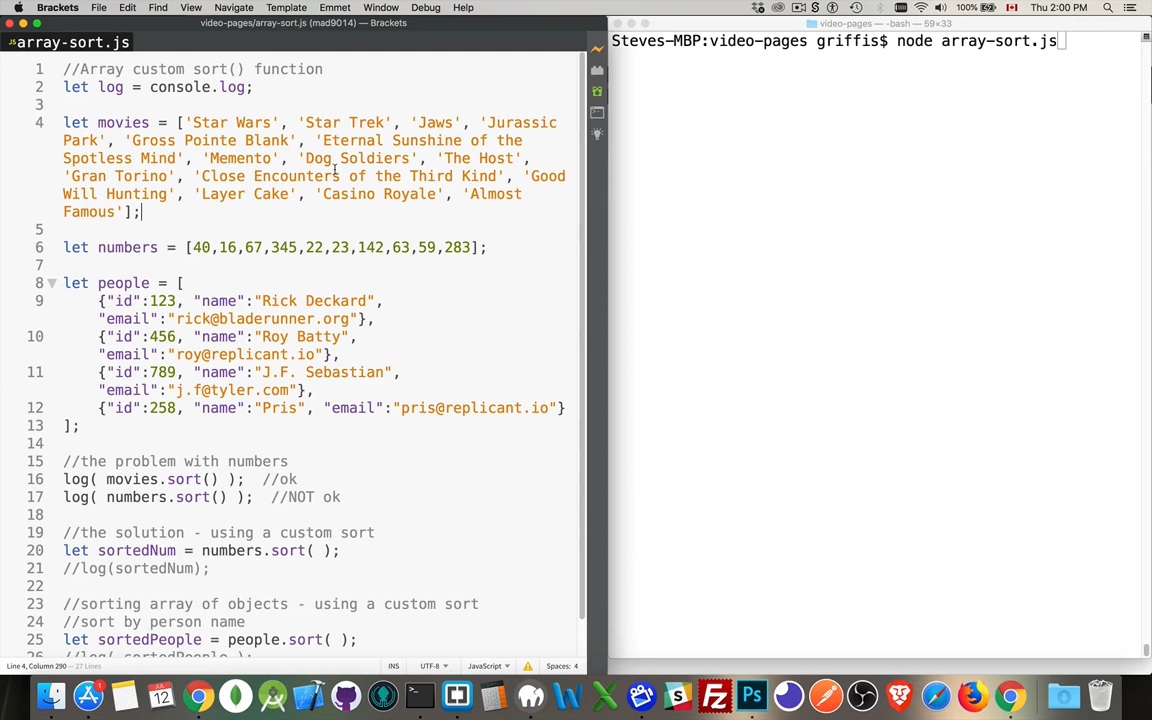 Brackets File Edit Find View Navigate Template Emmet Window Debug Help 100% Thu 2:00 PM
video-pages/array-sort.js (mad9014) — Brackets
video-pages — -bash — 59×33
array-sort.js
Steves-MBP:video-pages griffis$ node array-sort.js
1 //Array custom sort() function
2 let log = console.log;
3
4 let movies = ['Star Wars', 'Star Trek', 'Jaws', 'Jurassic
Park', 'Gross Pointe Blank', 'Eternal Sunshine of the
Spotless Mind', 'Memento', 'Dog Soldiers', 'The Host',
'Gran Torino', 'Close Encounters of the Third Kind', 'Good
Will Hunting', 'Layer Cake', 'Casino Royale', 'Almost
Famous'];
5
6 let numbers = [40,16,67,345,22,23,142,63,59,283];
7
8 let people = [
9 {"id":123, "name":"Rick Deckard",
"email":"rick@bladerunner.org"},
10 {"id":456, "name":"Roy Batty",
"email":"roy@replicant.io"},
11 {"id":789, "name":"J.F. Sebastian",
"email":"j.f@tyler.com"},
12 {"id":258, "name":"Pris", "email":"pris@replicant.io"}
13 ];
14
15 //the problem with numbers
16 log( movies.sort() ); //ok
17 log( numbers.sort() ); //NOT ok
18
19 //the solution - using a custom sort
20 let sortedNum = numbers.sort( );
21 //log(sortedNum);
22
23 //sorting array of objects - using a custom sort
24 //sort by person name
25 let sortedPeople = people.sort( );
26 //log( sortedPeople );
Line 4, Column 290 — 27 Lines INS UTF-8 JavaScript Spaces: 4